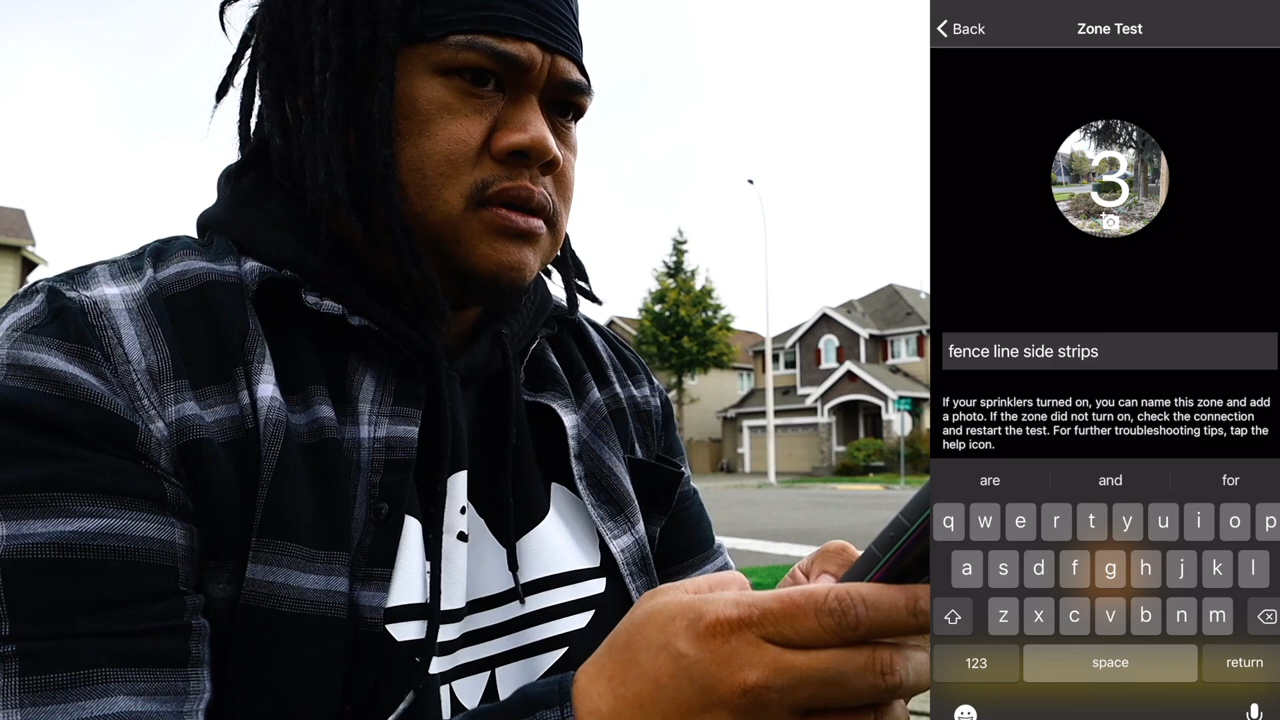 Back
Zone Test
3
fence line side strips
If your sprinklers turned on, you can name this zone and add
a photo. If the zone did not turn on, check the connection
and restart the test. For further troubleshooting tips, tap the
help icon.
are and for
q w e r t y u i o p
a s d f g h j k l
z x c v b n m
123 space return